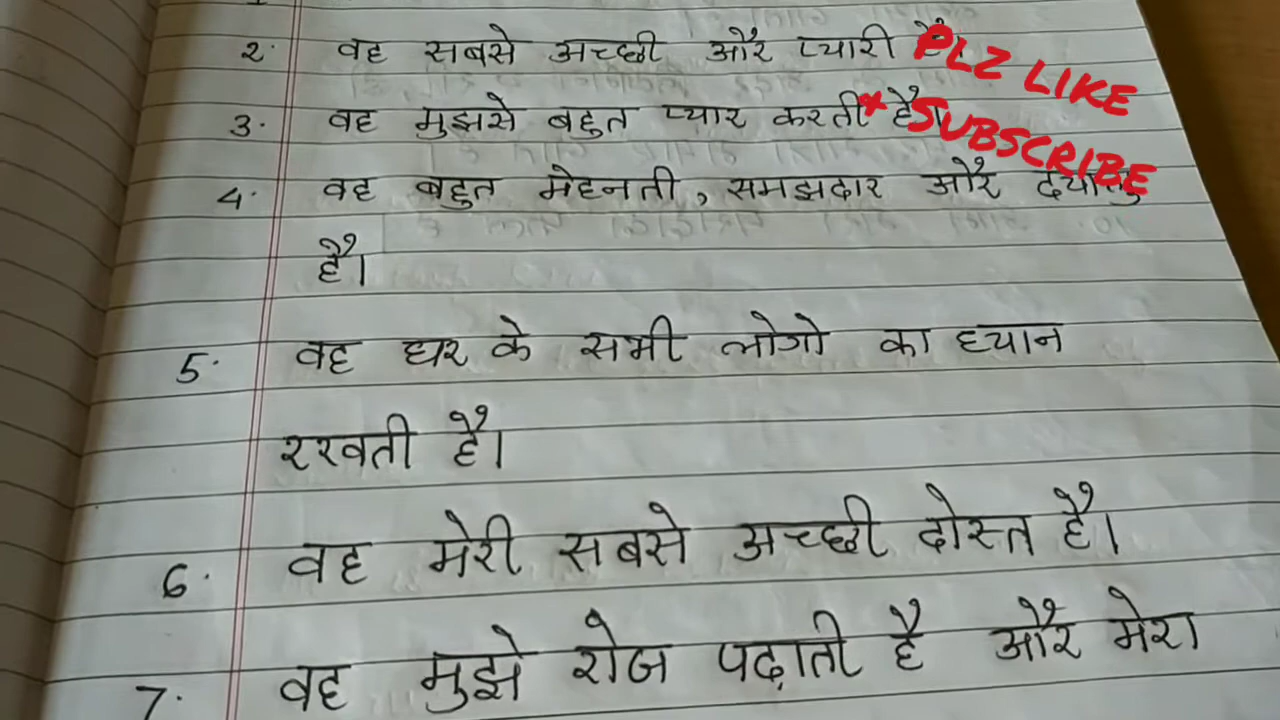 2. वह सबसे अच्छी और प्यारी है
PLZ LIKE
3. वह मुझसे बहुत प्यार करती है।
* SUBSCRIBE
4. वह बहुत मेहनती, समझदार और दयालु
है।
5. वह घर के सभी लोगो का ध्यान
रखती है।
6. वह मेरी सबसे अच्छी दोस्त है।
7. वह मुझे रोज पढ़ाती है और मेरा